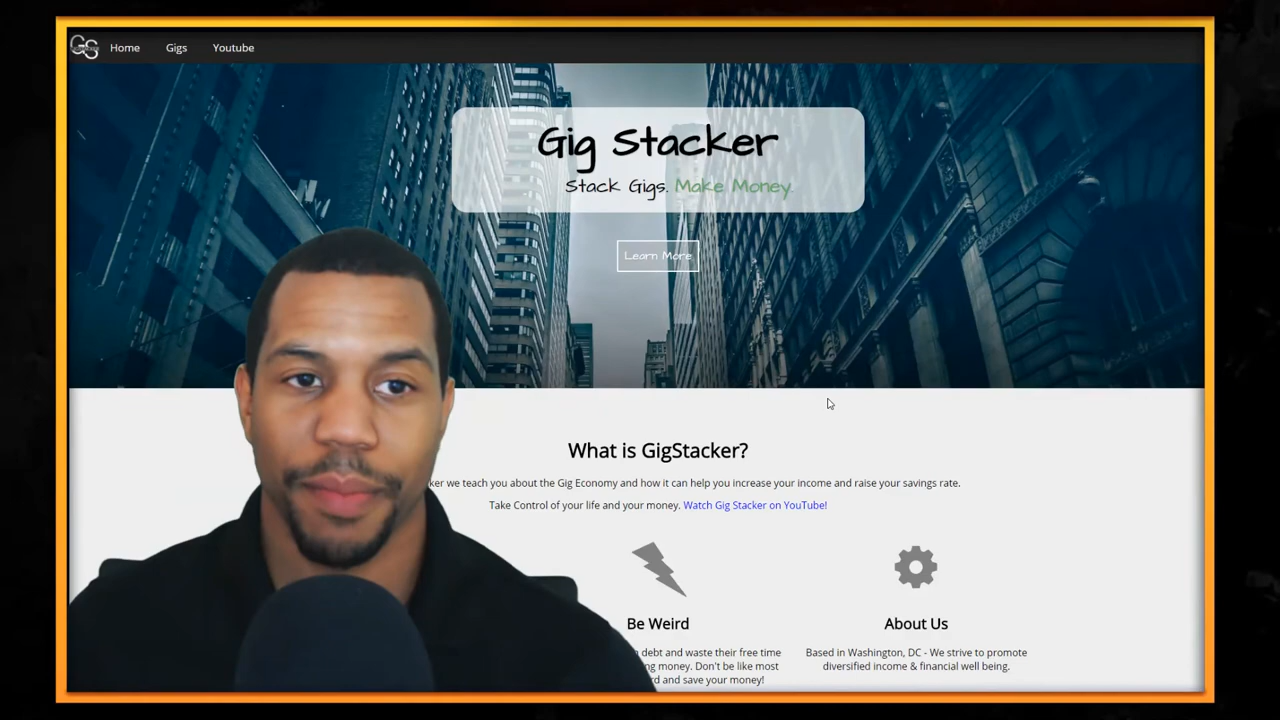 GS
Home Gigs Youtube
Gig Stacker
Stack Gigs. Make Money.
Learn More
What is GigStacker?
we teach you about the Gig Economy and how it can help you increase your income and raise your savings rate.
Take Control of your life and your money. Watch Gig Stacker on YouTube!
Be Weird
debt and waste their free time
money. Don't be like most
and save your money!
About Us
Based in Washington, DC - We strive to promote
diversified income & financial well being.